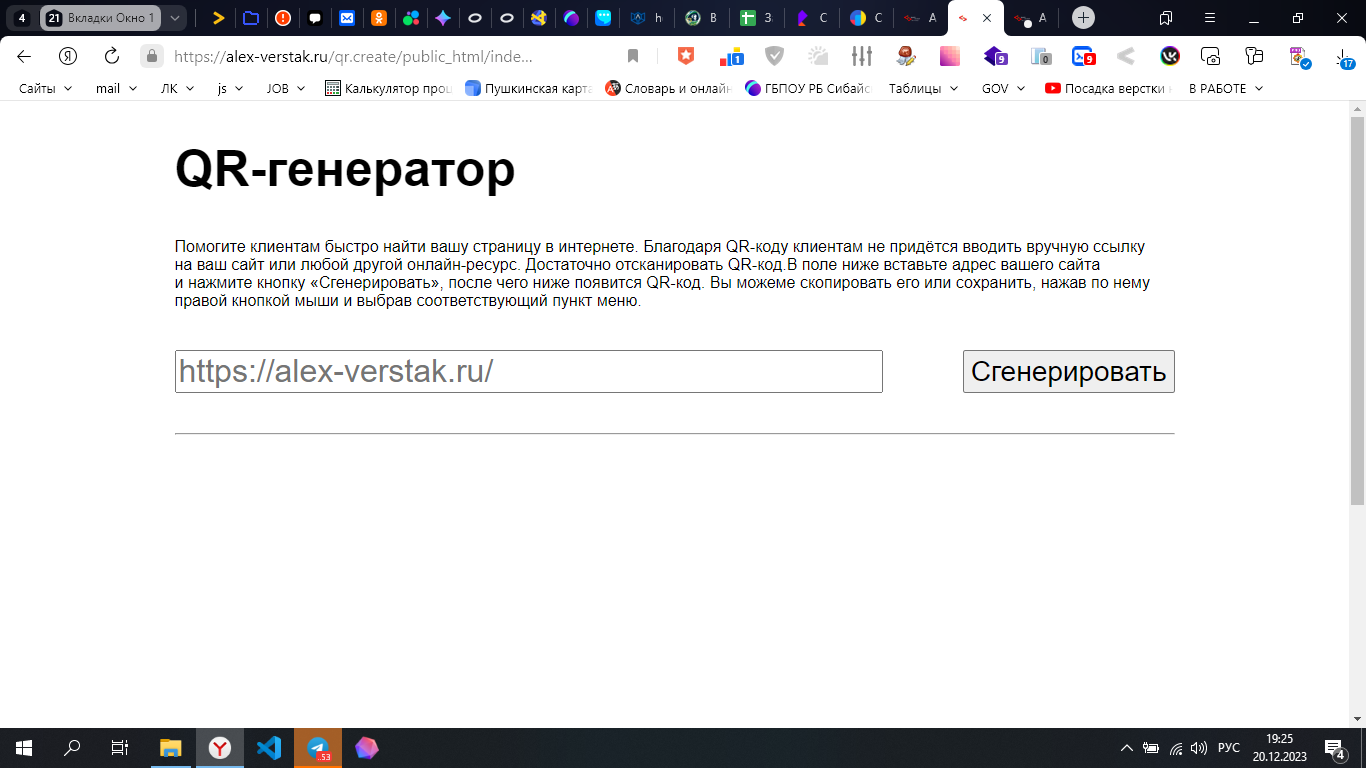 4
21 Вкладки Окно 1
h
В
З
С
С
А
А
https://alex-verstak.ru/qr.create/public_html/inde...
1
9
0
9
17
Сайты
mail
ЛК
js
JOB
Калькулятор проц
Пушкинская карта
Словарь и онлайн
ГБПОУ РБ Сибайс
Таблицы
GOV
Посадка верстки
В РАБОТЕ
QR-генератор
Помогите клиентам быстро найти вашу страницу в интернете. Благодаря QR-коду клиентам не придётся вводить вручную ссылку
на ваш сайт или любой другой онлайн-ресурс. Достаточно отсканировать QR-код.В поле ниже вставьте адрес вашего сайта
и нажмите кнопку «Сгенерировать», после чего ниже появится QR-код. Вы можеме скопировать его или сохранить, нажав по нему
правой кнопкой мыши и выбрав соответствующий пункт меню.
https://alex-verstak.ru/
Сгенерировать
..53
РУС
19:25
20.12.2023
4